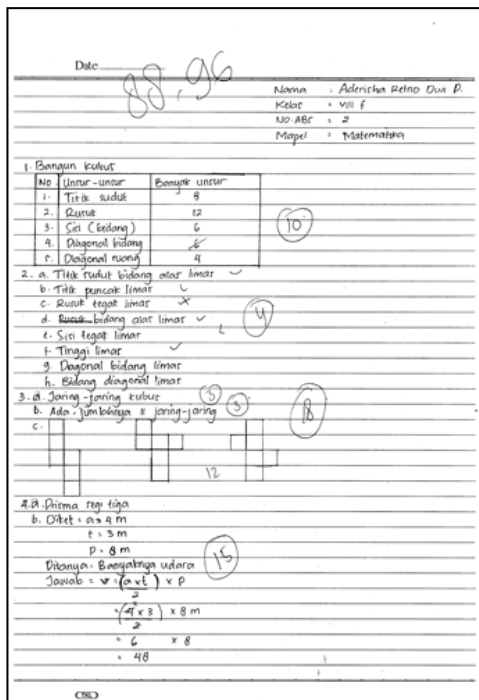 Date
88,96
Nama : Aderisha Retno Dwi P.
Kelas : VIII f
NO. ABS : 2
Mapel : Matematika
1. Bangun kubus
No Unsur-unsur Banyak unsur
1. Titik sudut 8
2. Rusuk 12
3. Sisi (bidang) 6
4. Diagonal bidang 6
5. Diagonal ruang 4
10
2. a. Titik sudut bidang alas limas
b. Titik puncak limas
c. Rusuk tegak limas
d. Rusuk bidang alas limas
4
e. Sisi tegak limas
f. Tinggi limas
g. Dagonal bidang limas
h. Bidang diagonal limas
3. a. Jaring-jaring kubus 3
b. Ada, jumlahnya jaring-jaring 3
18
c.
12
4. a. Prisma segi tiga
b. Diket : a = 4 m
t = 3 m
p = 8 m
Ditanya : Banyaknya udara
15
Jawab = v = (a x t) x p
2
= (4 x 3) x 8 m
2
= 6 x 8
= 48